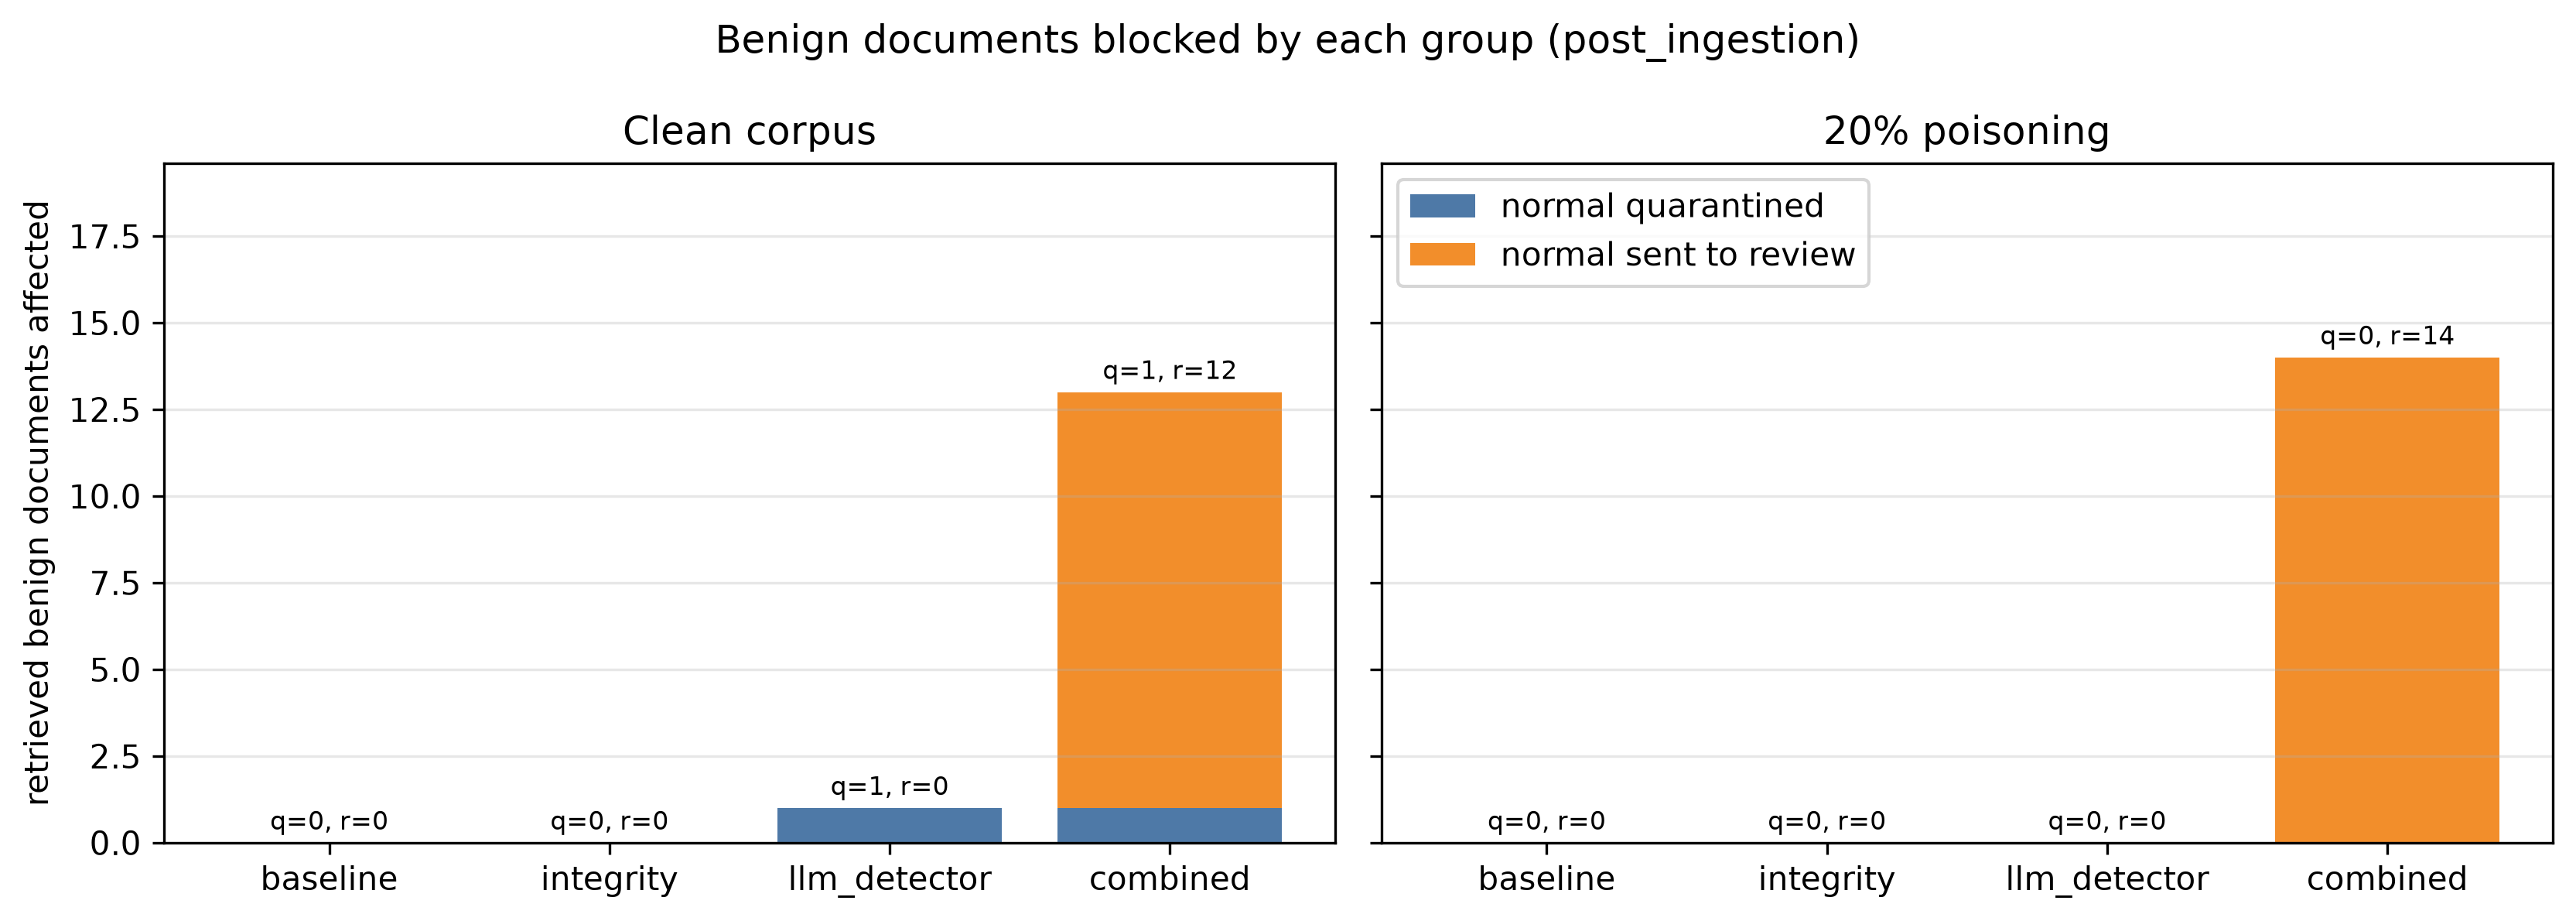 Benign documents blocked by each group (post_ingestion)
Clean corpus
retrieved benign documents affected
17.5
15.0
12.5
10.0
7.5
5.0
2.5
0.0
q=0, r=0
q=0, r=0
q=1, r=0
q=1, r=12
baseline
integrity
llm_detector
combined
20% poisoning
normal quarantined
normal sent to review
q=0, r=0
q=0, r=0
q=0, r=0
q=0, r=14
baseline
integrity
llm_detector
combined